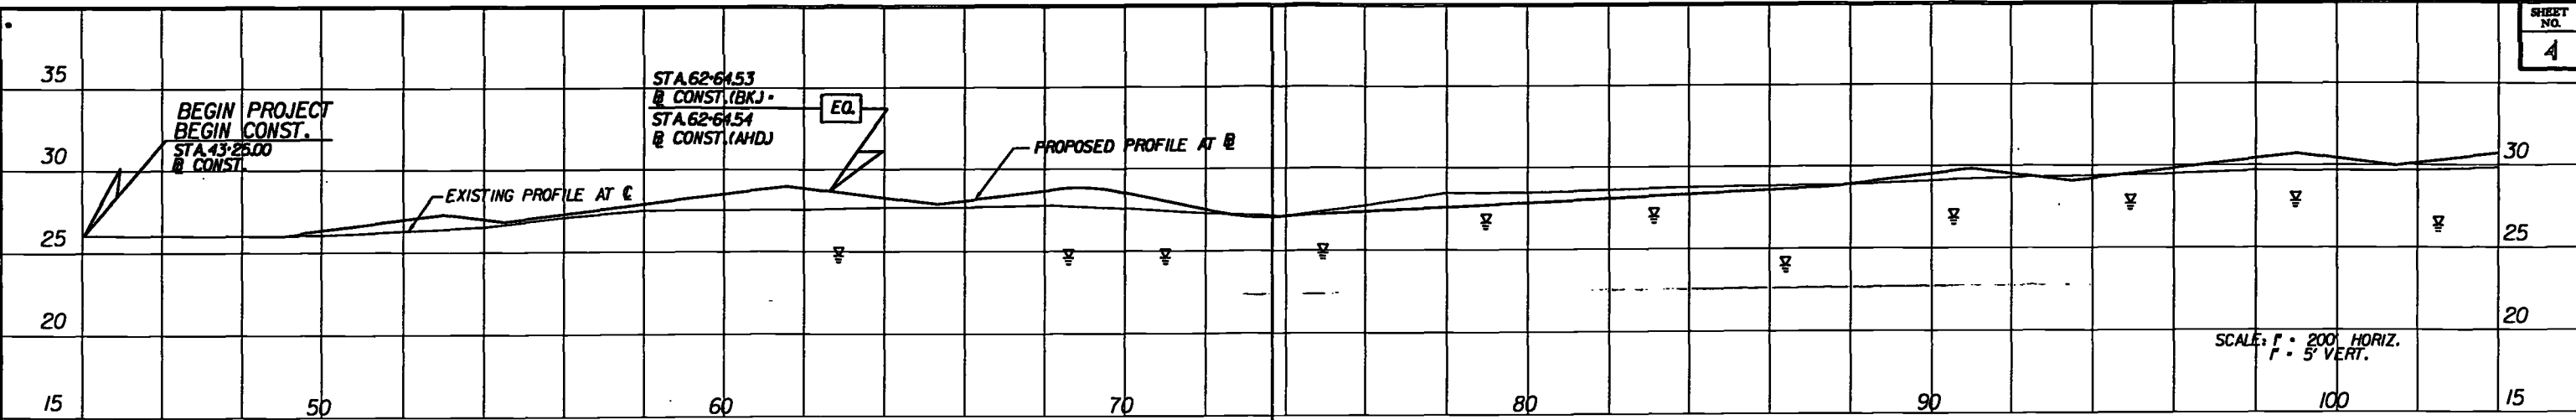 SHEET
NO.
4
35
30
25
20
15
BEGIN PROJECT
BEGIN CONST.
STA.43+25.00
℄ CONST.
EXISTING PROFILE AT ℄
STA.62+64.53
℄ CONST.(BK.) =
STA.62+64.54
℄ CONST.(AHD.)
EQ.
PROPOSED PROFILE AT ℄
30
25
20
15
SCALE: 1" = 200' HORIZ.
1" = 5' VERT.
50
60
70
80
90
100